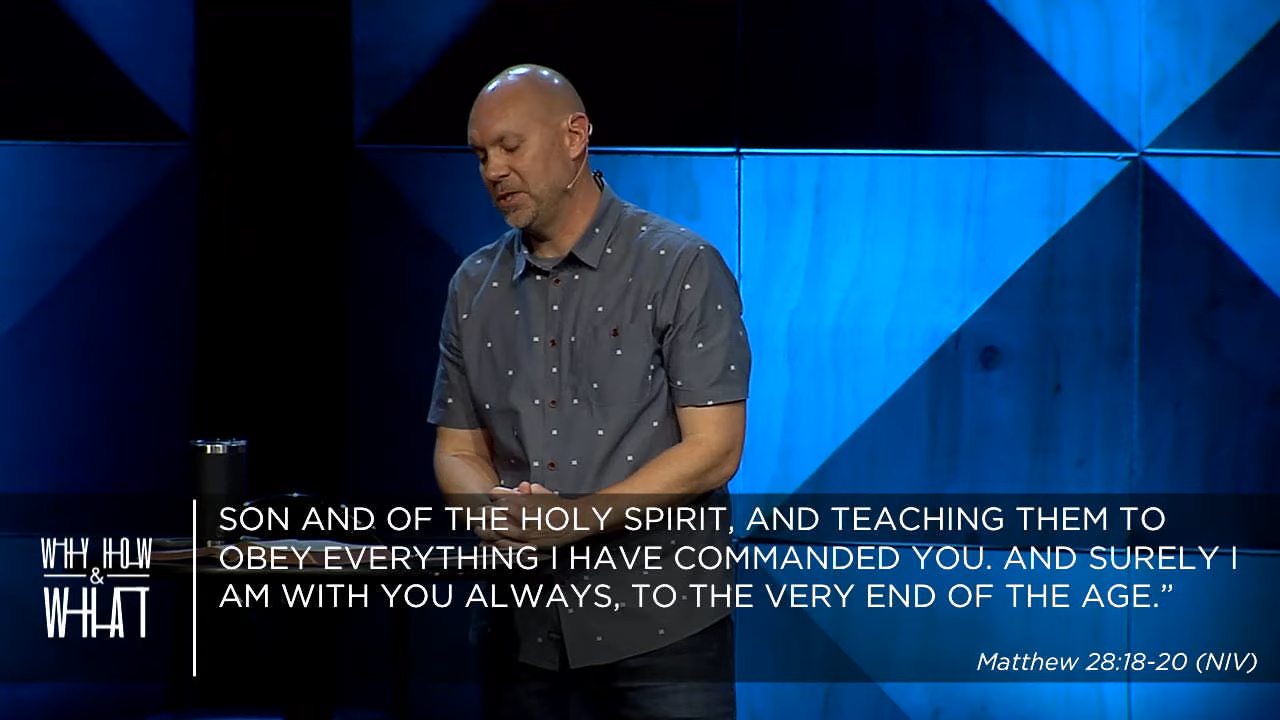 WHY HOW
&
WHAT
SON AND OF THE HOLY SPIRIT, AND TEACHING THEM TO
OBEY EVERYTHING I HAVE COMMANDED YOU. AND SURELY I
AM WITH YOU ALWAYS, TO THE VERY END OF THE AGE.”
Matthew 28:18-20 (NIV)